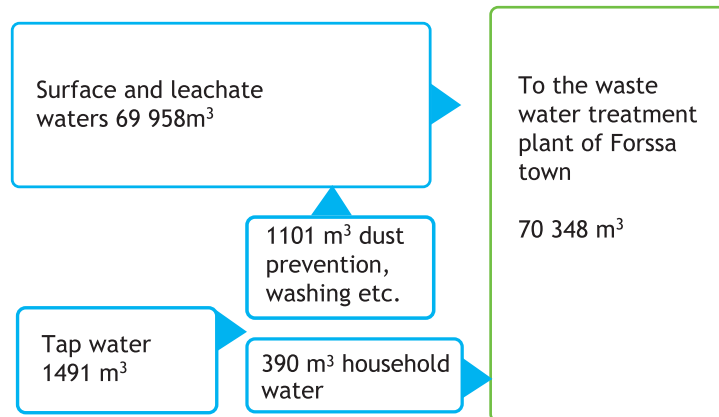 Surface and leachate
waters 69 958m³
To the waste
water treatment
plant of Forssa
town
70 348 m³
1101 m³ dust
prevention,
washing etc.
Tap water
1491 m³
390 m³ household
water